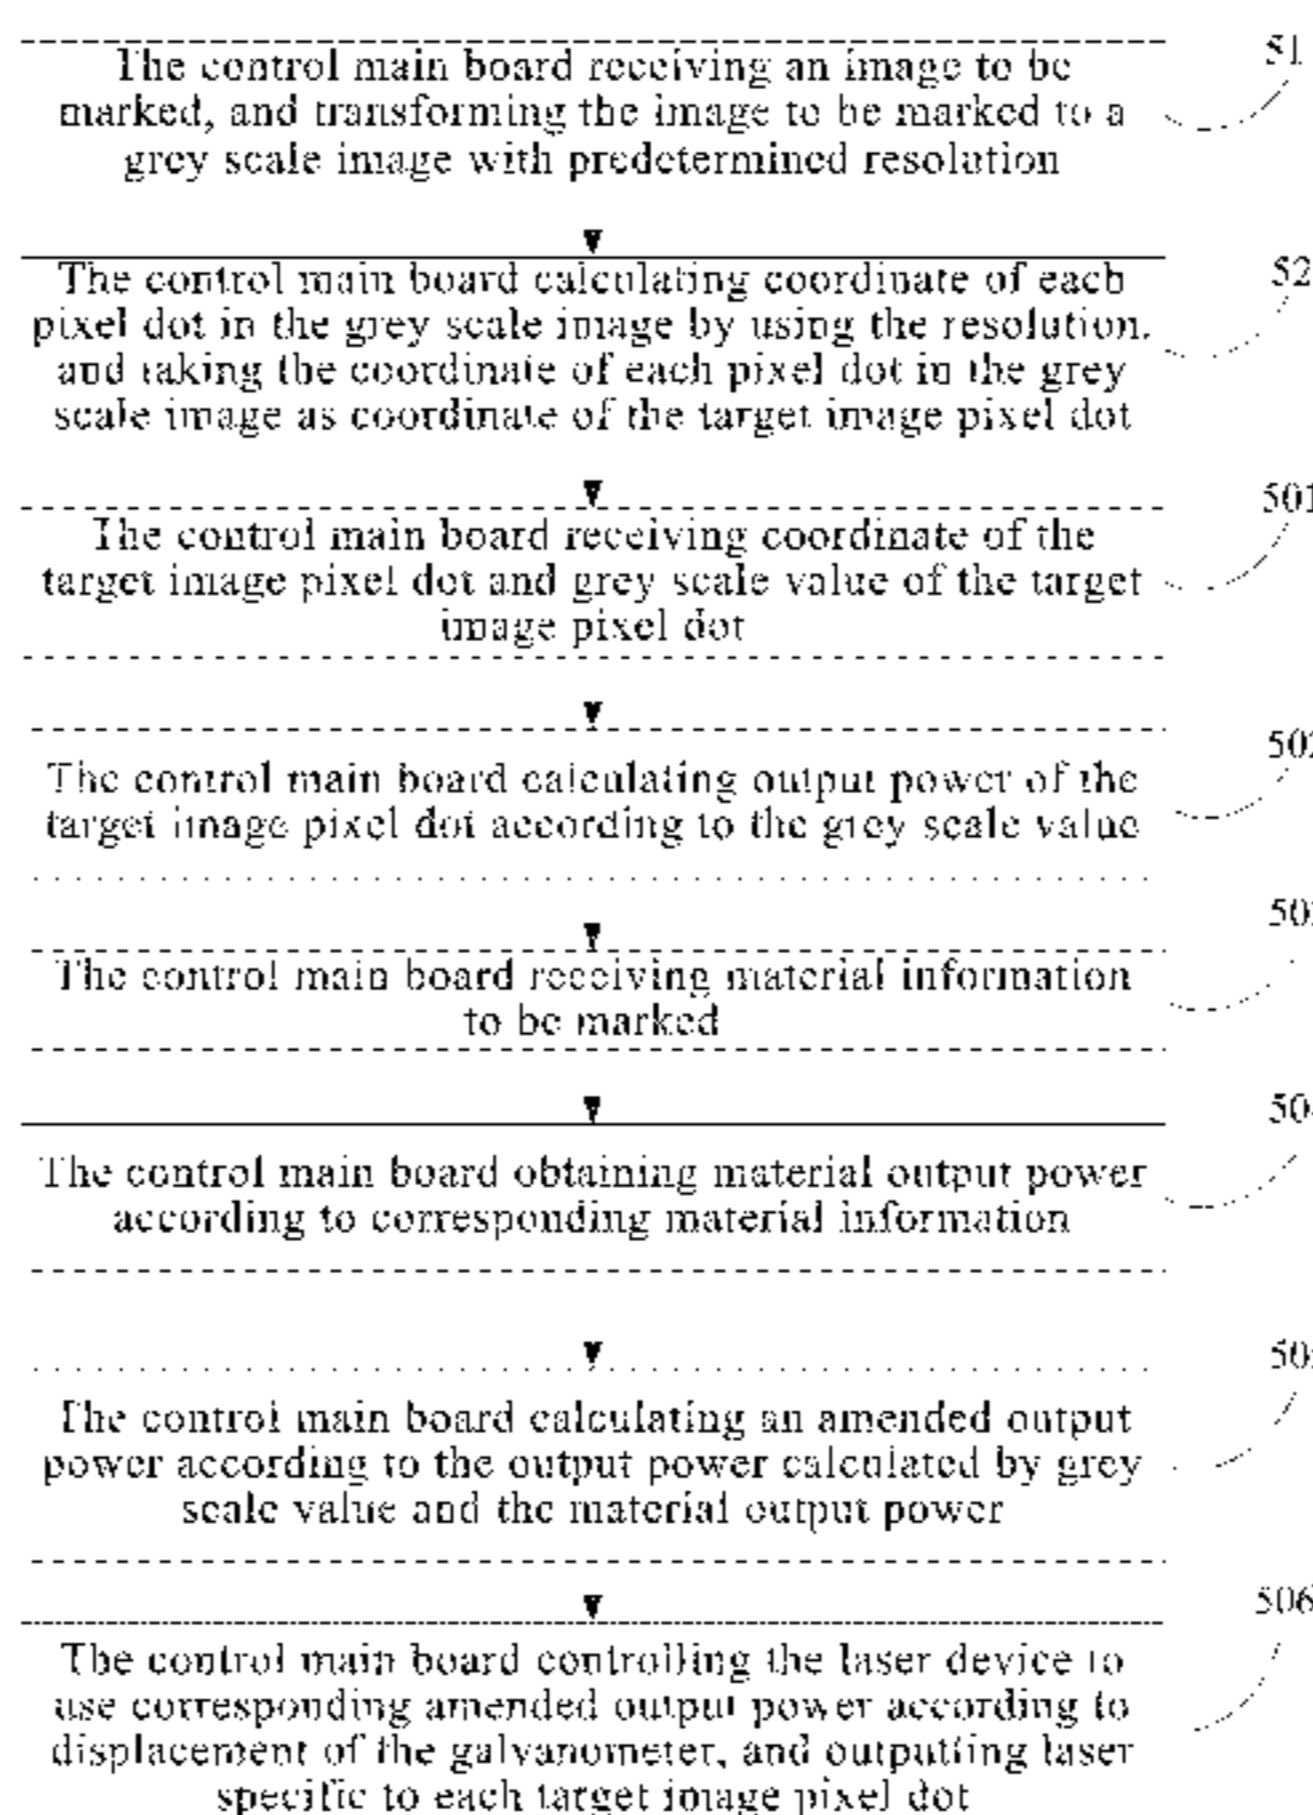 The control main board receiving an image to be
marked, and transforming the image to be marked to a
grey scale image with predetermined resolution
51
The control main board calculating coordinate of each
pixel dot in the grey scale image by using the resolution,
and taking the coordinate of each pixel dot in the grey
scale image as coordinate of the target image pixel dot
52
The control main board receiving coordinate of the
target image pixel dot and grey scale value of the target
image pixel dot
501
The control main board calculating output power of the
target image pixel dot according to the grey scale value
The control main board receiving material information
to be marked
The control main board obtaining material output power
according to corresponding material information
The control main board calculating an amended output
power according to the output power calculated by grey
scale value and the material output power
The control main board controlling the laser device to
use corresponding amended output power according to
displacement of the galvanometer, and outputting laser
specific to each target image pixel dot
506